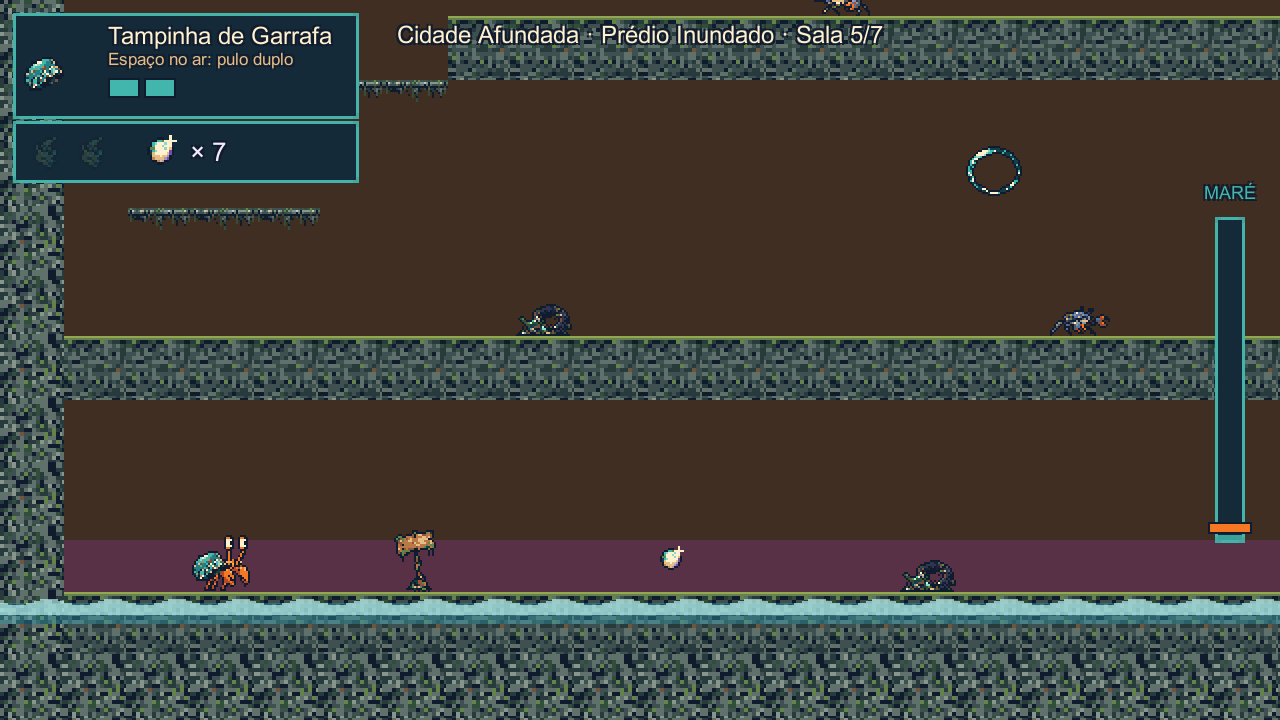 Tampinha de Garrafa
Espaço no ar: pulo duplo
× 7
Cidade Afundada · Prédio Inundado · Sala 5/7
MARÉ